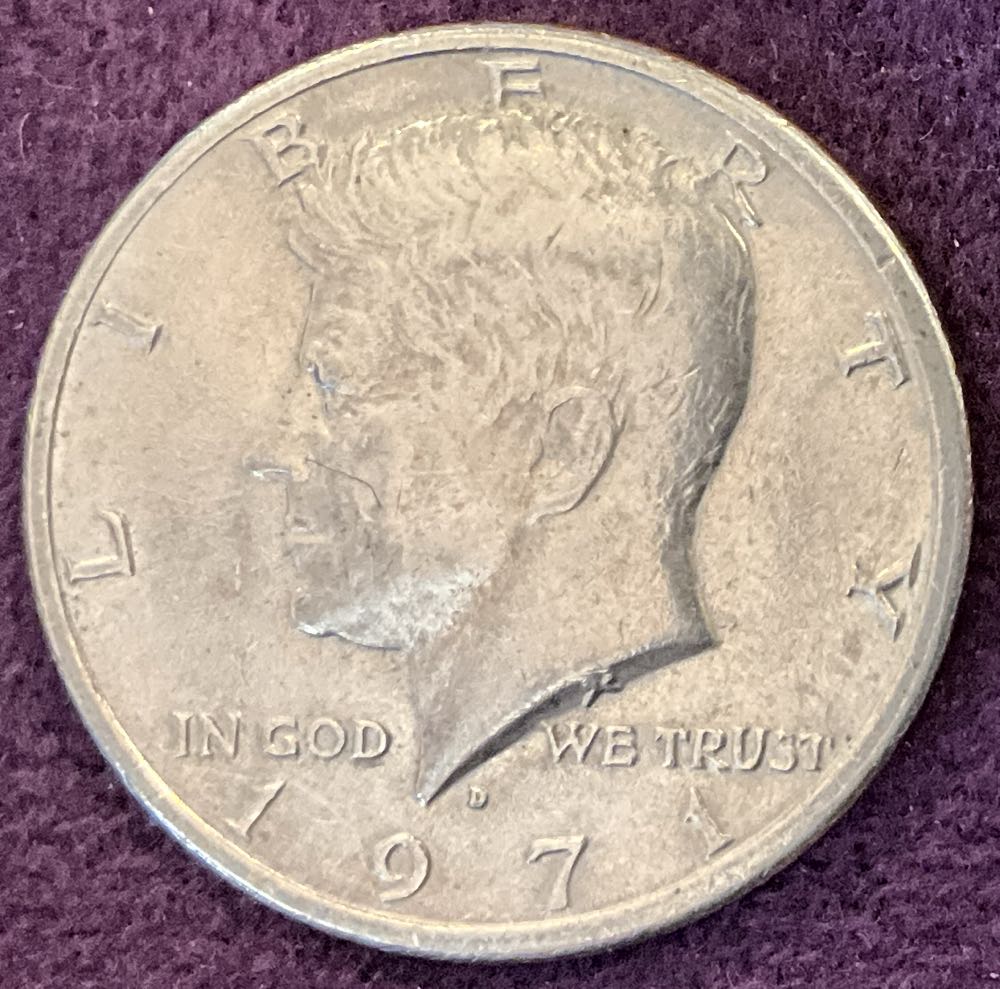 LIBERTY
IN GOD WE TRUST
D
1971